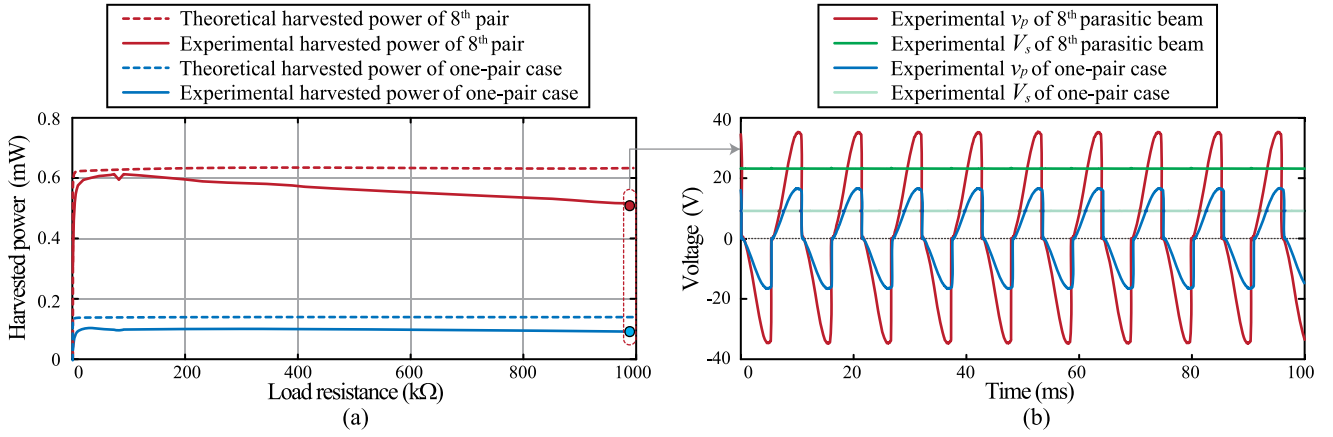 Theoretical harvested power of 8th pair
Experimental harvested power of 8th pair
Theoretical harvested power of one-pair case
Experimental harvested power of one-pair case
0.8
0.6
0.4
0.2
0
Harvested power (mW)
0 200 400 600 800 1000
Load resistance (kΩ)
(a)
Experimental vp of 8th parasitic beam
Experimental Vs of 8th parasitic beam
Experimental vp of one-pair case
Experimental Vs of one-pair case
40
20
0
-20
-40
Voltage (V)
0 20 40 60 80 100
Time (ms)
(b)